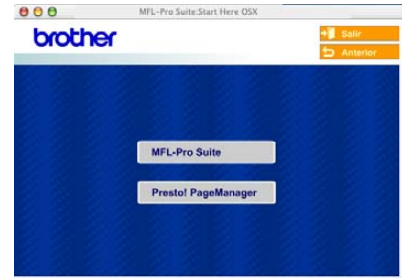 MFL-Pro Suite:Start Here OSX
brother
Salir
Anterior
MFL-Pro Suite
Presto! PageManager